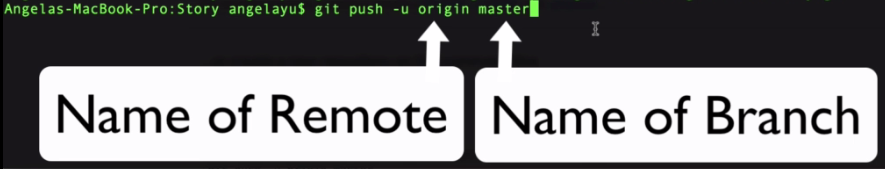 Angelas-MacBook-Pro:Story angelayu$ git push -u origin master
Name of Remote
Name of Branch